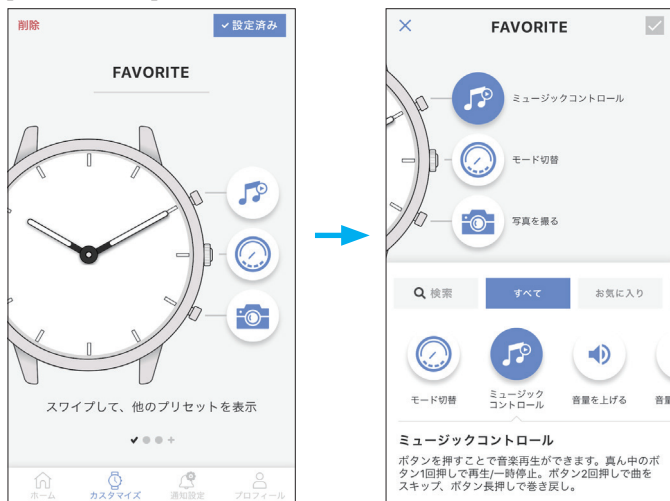 削除
設定済み
FAVORITE
スワイプして、他のプリセットを表示
ホーム
カスタマイズ
通知設定
プロフィール
FAVORITE
ミュージックコントロール
モード切替
写真を撮る
検索
すべて
お気に入り
モード切替
ミュージック
コントロール
音量を上げる
音量
ミュージックコントロール
ボタンを押すことで音楽再生ができます。真ん中のボ
タン1回押しで再生/一時停止。ボタン2回押しで曲を
スキップ、ボタン長押しで巻き戻し。